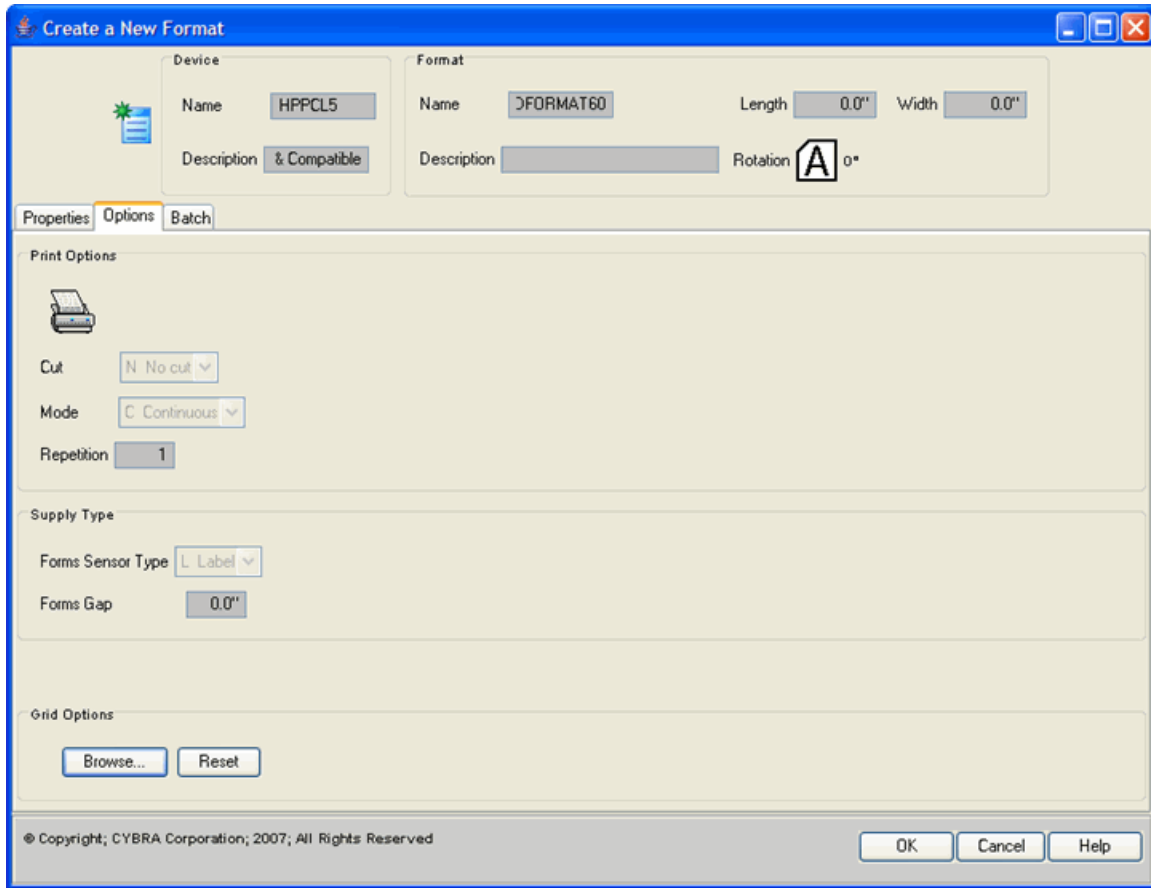 Create a New Format
Device
Format
Name HPPCL5
Name OFORMAT60 Length 0.0" Width 0.0"
Description & Compatible
Description Rotation A 0°
Properties Options Batch
Print Options
Cut N No cut
Mode C Continuous
Repetition 1
Supply Type
Forms Sensor Type L Label
Forms Gap 0.0"
Grid Options
Browse... Reset
© Copyright; CYBRA Corporation; 2007; All Rights Reserved
OK Cancel Help